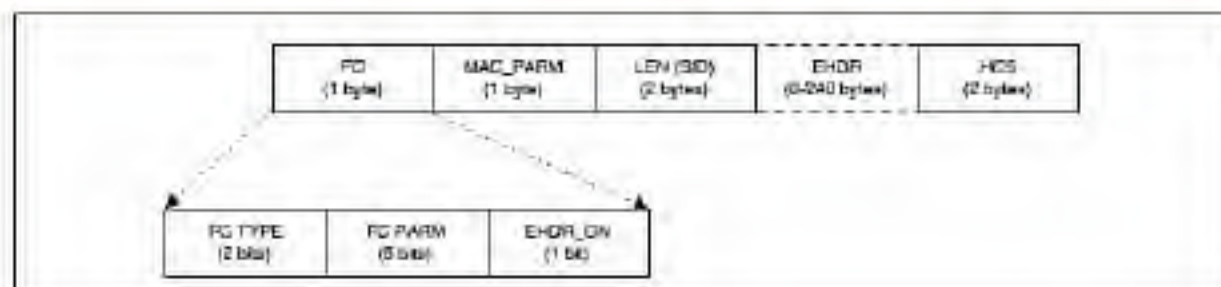 FC
(1 byte)
MAC_PARM
(1 byte)
LEN (SID)
(2 bytes)
EHDR
(0-240 bytes)
HCS
(2 bytes)
FC TYPE
(2 bits)
FC PARM
(5 bits)
EHDR_ON
(1 bit)